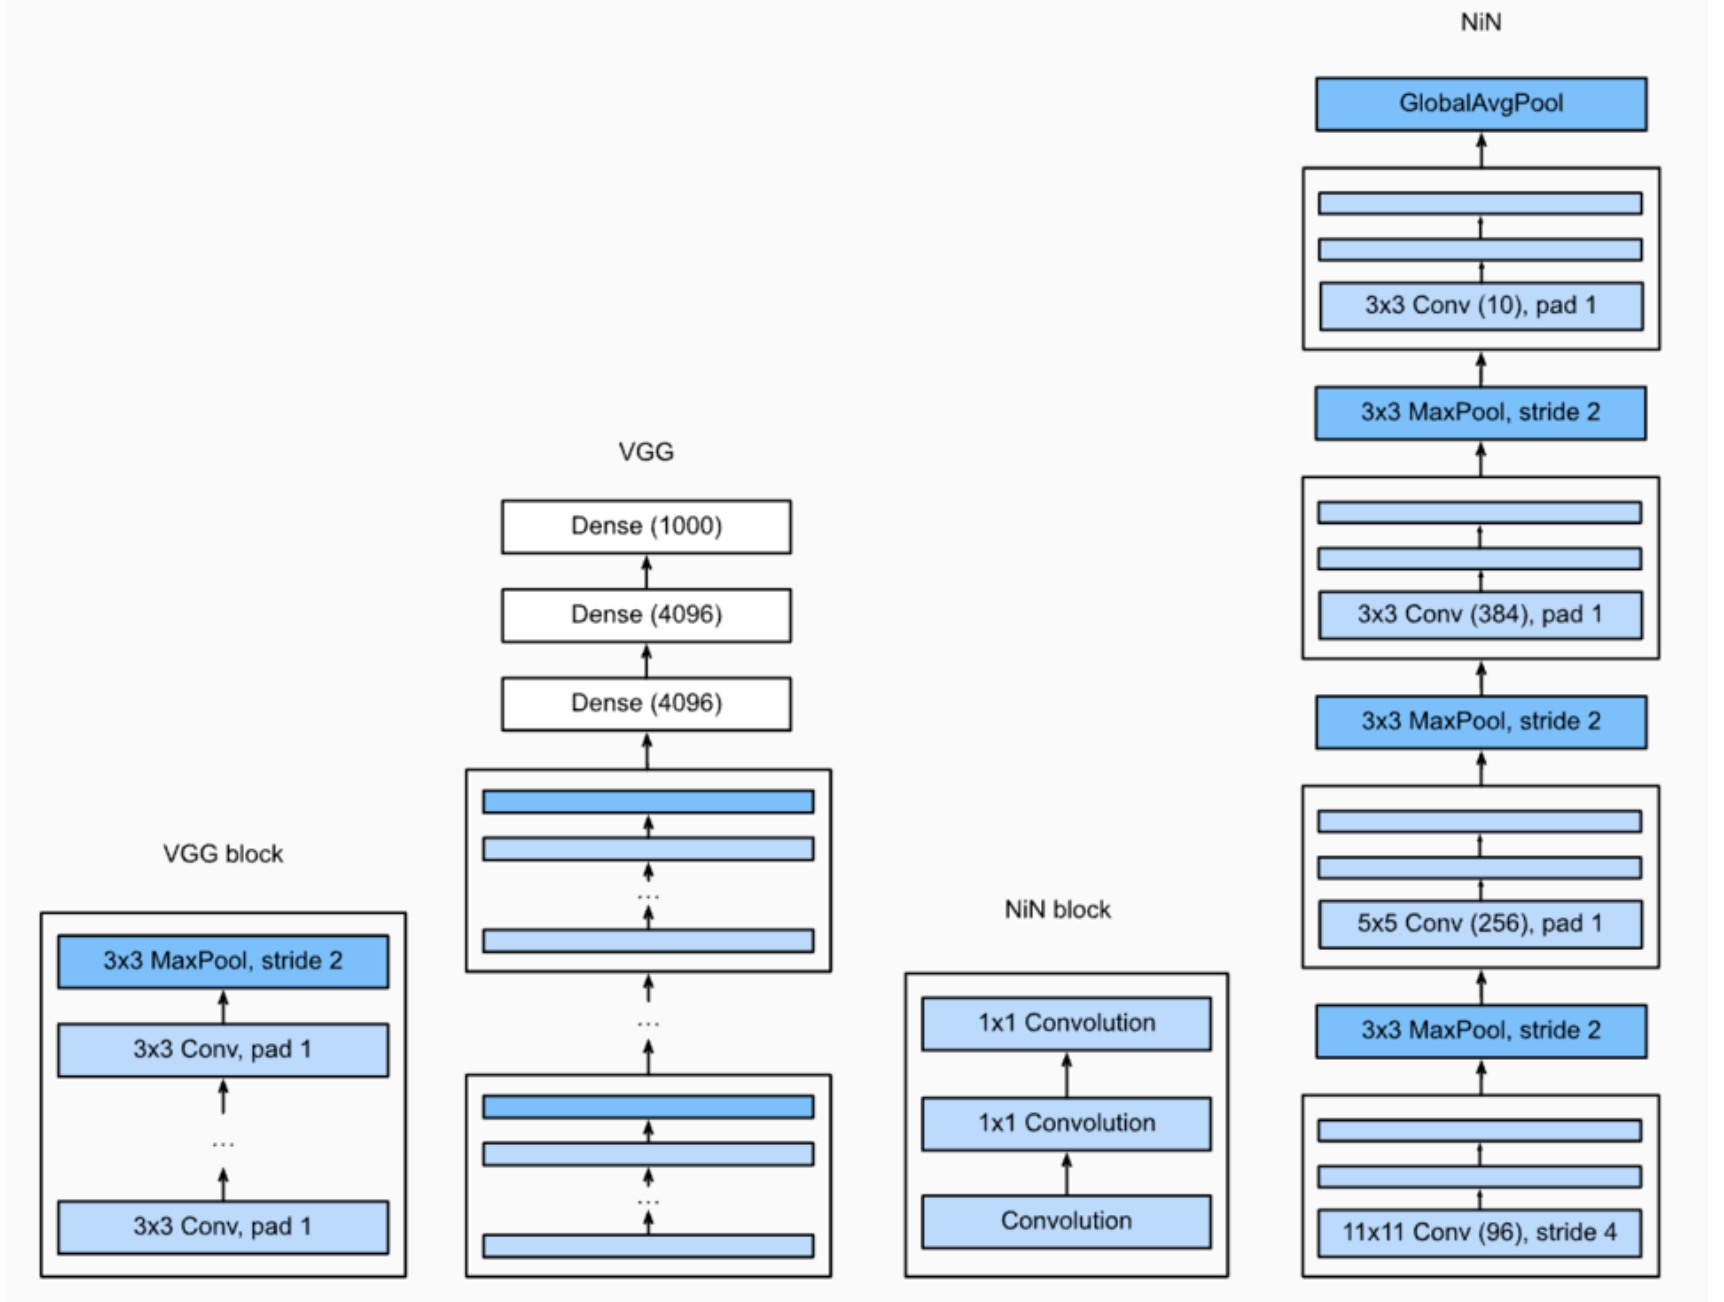 VGG block
3x3 MaxPool, stride 2
3x3 Conv, pad 1
...
3x3 Conv, pad 1
VGG
Dense (1000)
Dense (4096)
Dense (4096)
...
...
...
NiN block
1x1 Convolution
1x1 Convolution
Convolution
NiN
GlobalAvgPool
3x3 Conv (10), pad 1
3x3 MaxPool, stride 2
3x3 Conv (384), pad 1
3x3 MaxPool, stride 2
5x5 Conv (256), pad 1
3x3 MaxPool, stride 2
11x11 Conv (96), stride 4